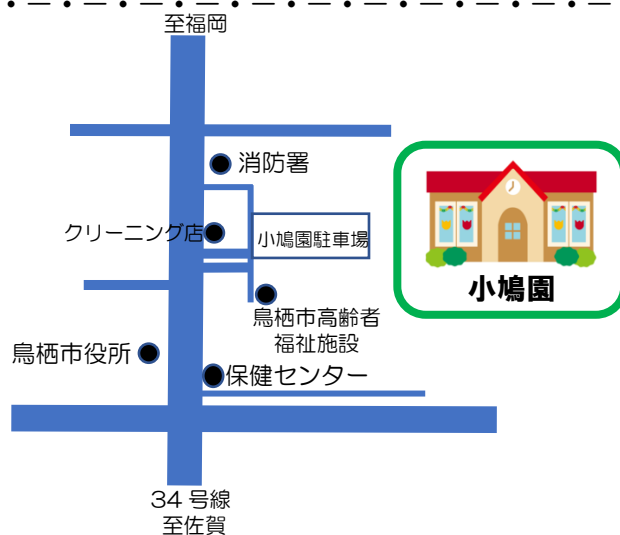 至福岡
消防署
クリーニング店
小鳩園駐車場
小鳩園
鳥栖市高齢者
福祉施設
鳥栖市役所
保健センター
34号線
至佐賀